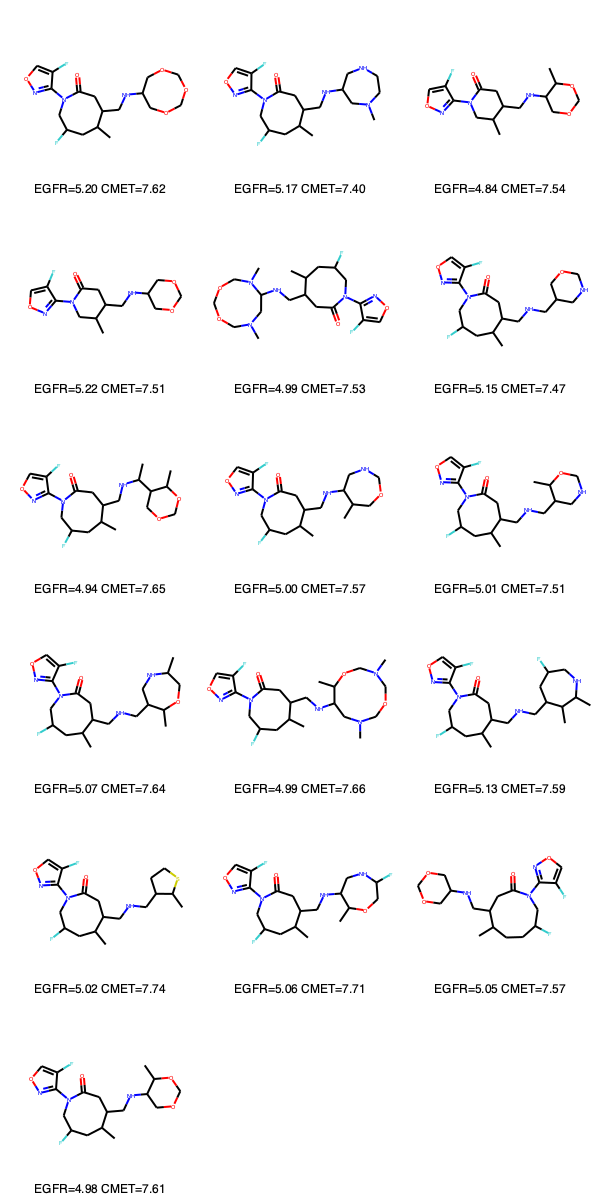 EGFR=5.20 CMET=7.62
EGFR=5.17 CMET=7.40
EGFR=4.84 CMET=7.54
EGFR=5.22 CMET=7.51
EGFR=4.99 CMET=7.53
EGFR=5.15 CMET=7.47
EGFR=4.94 CMET=7.65
EGFR=5.00 CMET=7.57
EGFR=5.01 CMET=7.51
EGFR=5.07 CMET=7.64
EGFR=4.99 CMET=7.66
EGFR=5.13 CMET=7.59
EGFR=5.02 CMET=7.74
EGFR=5.06 CMET=7.71
EGFR=5.05 CMET=7.57
EGFR=4.98 CMET=7.61